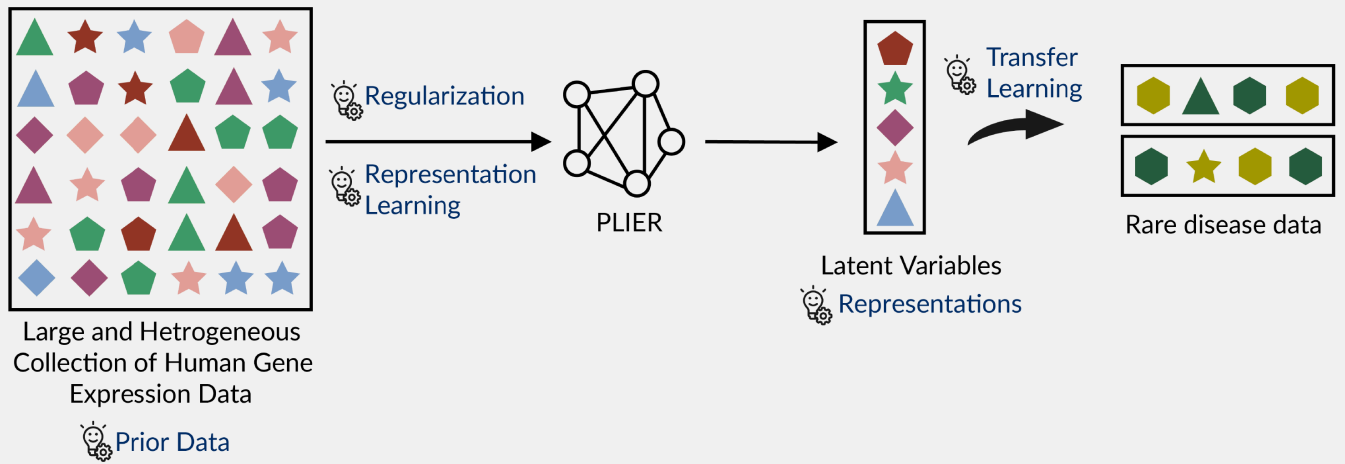 Large and Hetrogeneous
Collection of Human Gene
Expression Data
Prior Data
Regularization
Representation
Learning
PLIER
Latent Variables
Representations
Transfer
Learning
Rare disease data